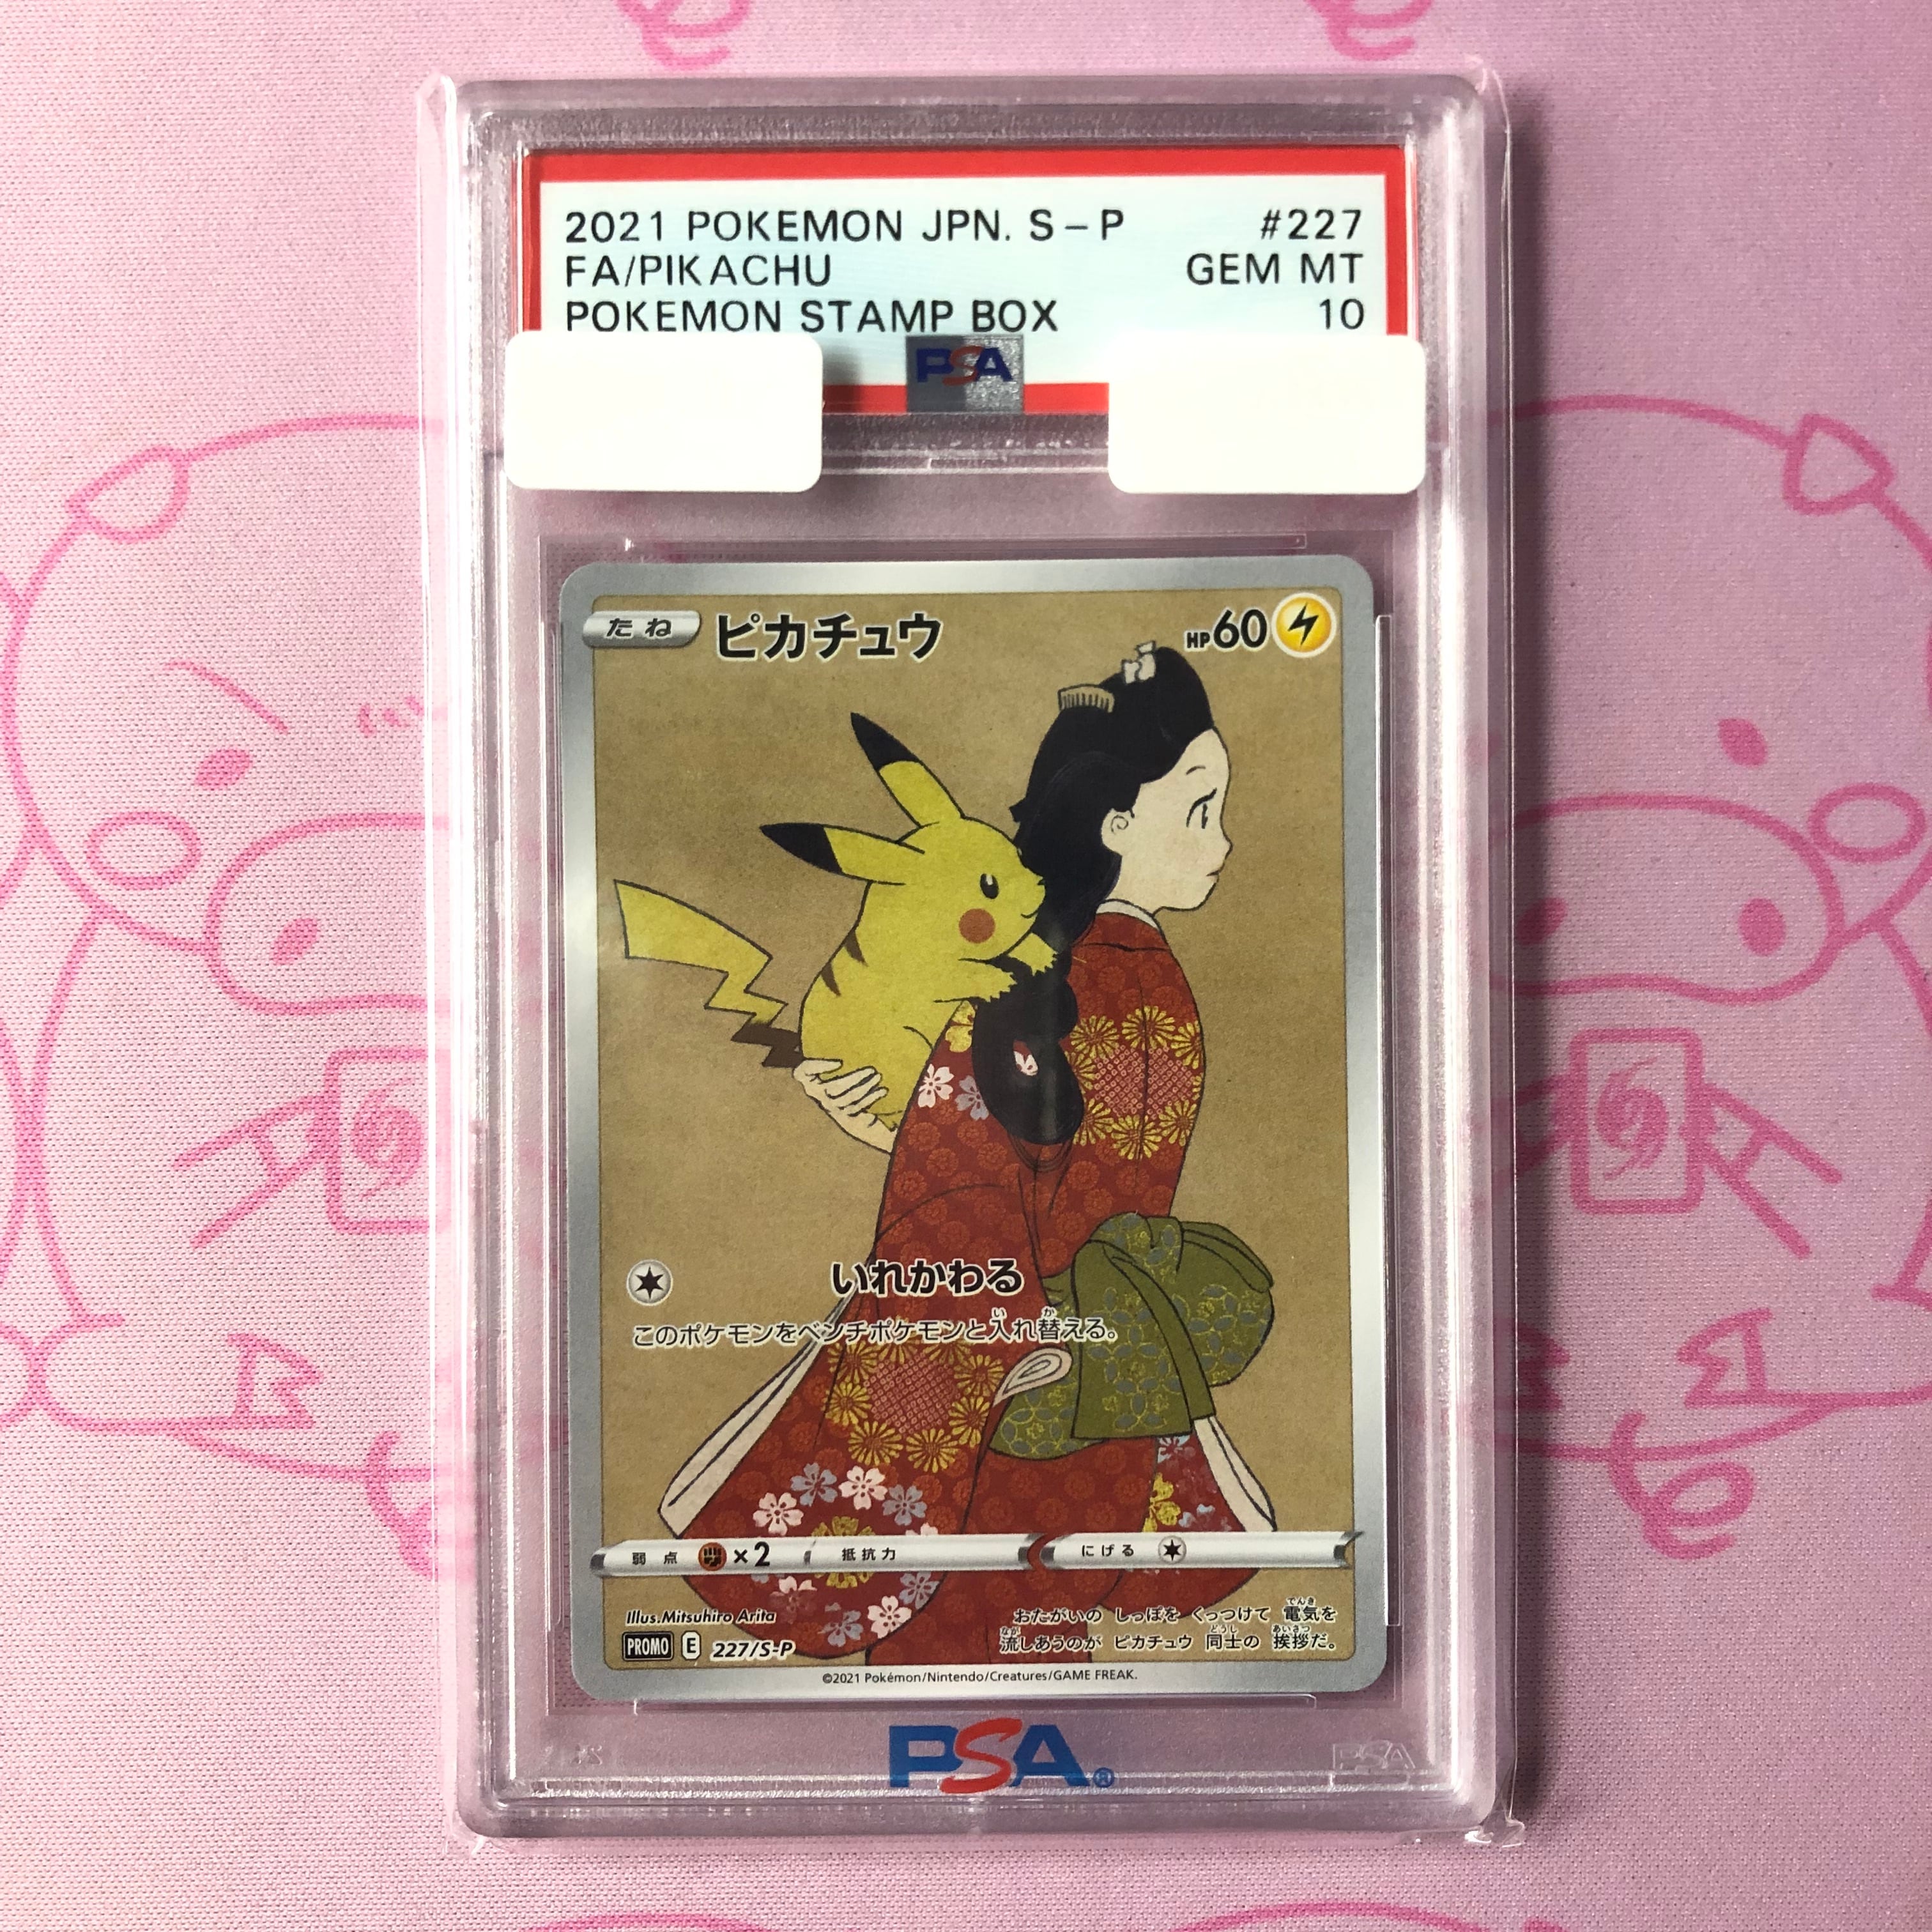 2021 POKEMON JPN. S-P #227
FA/PIKACHU GEM MT
POKEMON STAMP BOX 10
PSA
たね ピカチュウ HP60
いれかわる
このポケモンをベンチポケモンと入れ替える。
弱点 ×2 抵抗力 にげる
Illus.Mitsuhiro Arita
おたがいの しっぽを くっつけて 電気を
流しあうのが ピカチュウ 同士の 挨拶だ。
PROMO E 227/S-P
©2021 Pokémon/Nintendo/Creatures/GAME FREAK.
PSA®
PSA